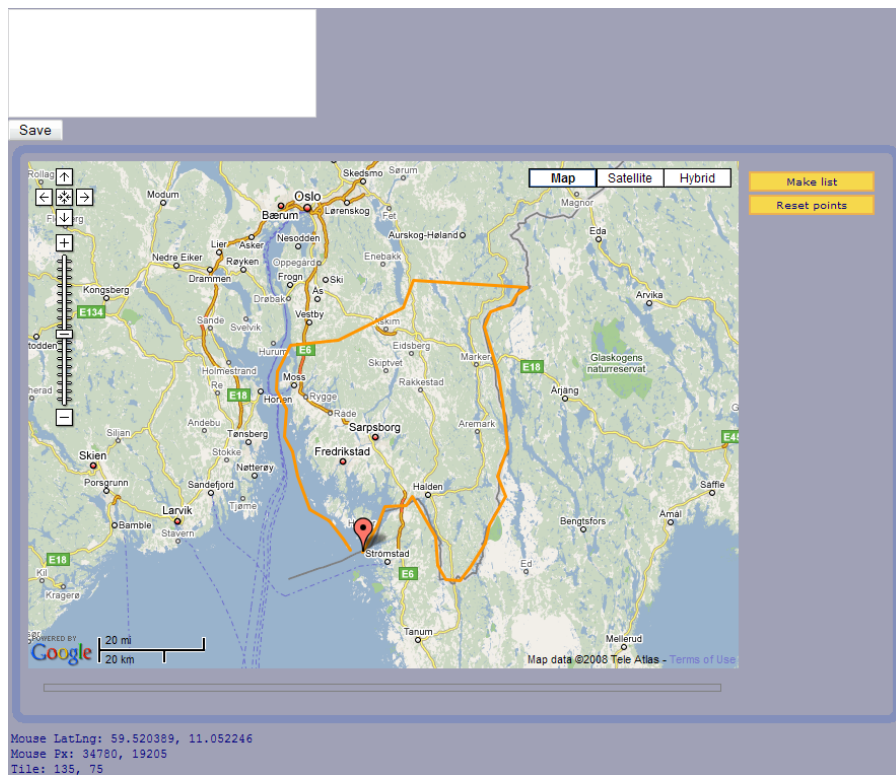 Save
Map Satellite Hybrid
Make list
Reset points
Skedsmo
Sørum
Modum
Oslo
Bærum
Lørenskog
Fet
Magnor
Eda
Asker
Lier
Nesodden
Aurskog-Høland
Nedre Eiker
Røyken
Oppegård
Enebakk
Drammen
Frogn
Ski
Kongsberg
Drøbak
Ås
Arvika
E134
Sande
Svelvik
Vestby
Askim
Hurum
E6
Eidsberg
Marker
Glaskogens
naturreservat
Holmestrand
Skiptvet
E18
Re
Moss
Rakkestad
Årjäng
E18
Horten
Rygge
Andebu
Råde
Siljan
Tønsberg
Sarpsborg
Aremark
E45
Skien
Stokke
Fredrikstad
Nøtterøy
Porsgrunn
Sandefjord
Halden
Säffle
Tjøme
Larvik
Bamble
Bengtsfors
Åmål
Stavern
Strömstad
E18
E6
Ed
Kil
Kragerø
Tanum
Mellerud
POWERED BY
Google
20 mi
20 km
Map data ©2008 Tele Atlas - Terms of Use
Mouse LatLng: 59.520389, 11.052246
Mouse Px: 34780, 19205
Tile: 135, 75